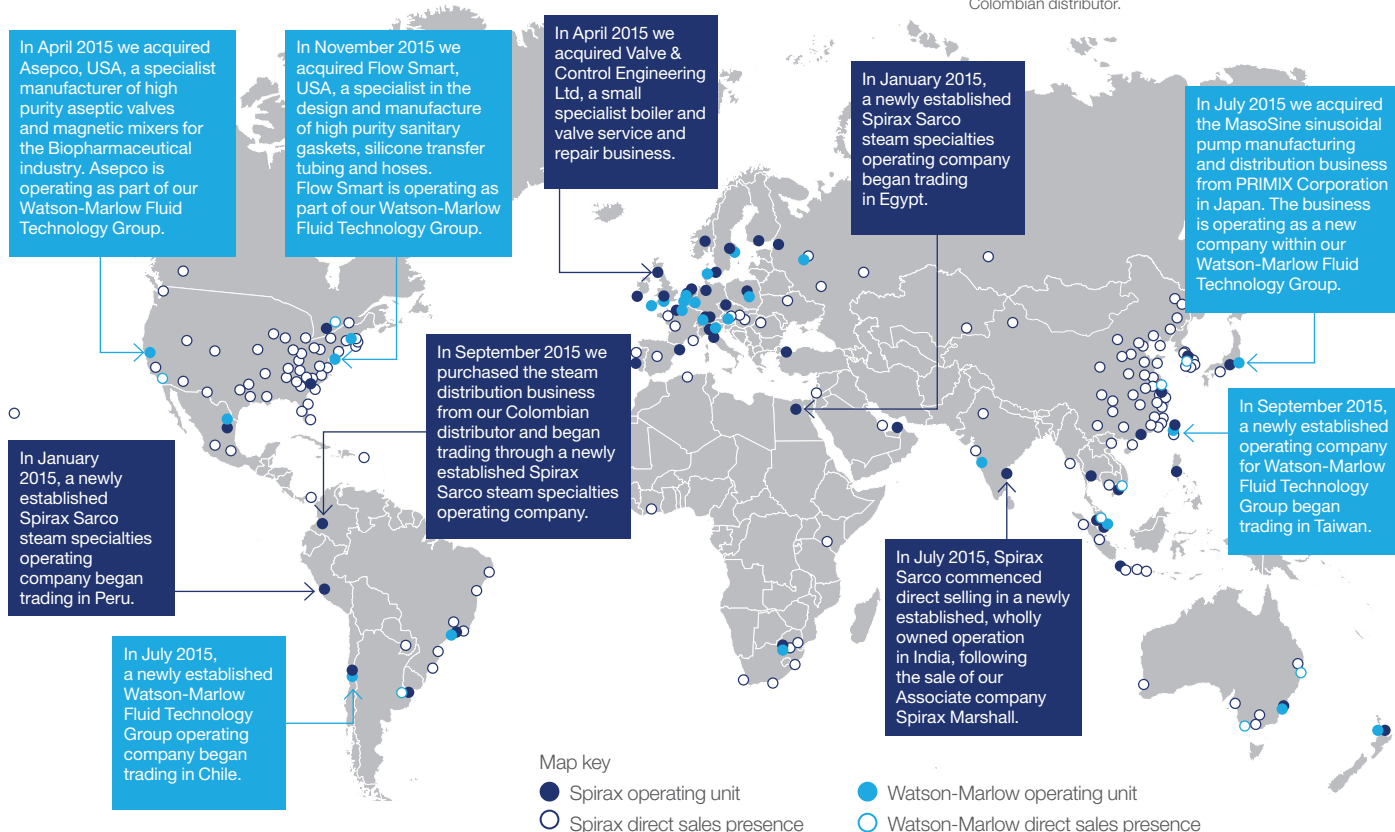 Colombian distributor.
In April 2015 we acquired
Asepco, USA, a specialist
manufacturer of high
purity aseptic valves
and magnetic mixers for
the Biopharmaceutical
industry. Asepco is
operating as part of our
Watson-Marlow Fluid
Technology Group.
In November 2015 we
acquired Flow Smart,
USA, a specialist in the
design and manufacture
of high purity sanitary
gaskets, silicone transfer
tubing and hoses.
Flow Smart is operating as
part of our Watson-Marlow
Fluid Technology Group.
In April 2015 we
acquired Valve &
Control Engineering
Ltd, a small
specialist boiler and
valve service and
repair business.
In January 2015,
a newly established
Spirax Sarco
steam specialties
operating company
began trading
in Egypt.
In July 2015 we acquired
the MasoSine sinusoidal
pump manufacturing
and distribution business
from PRIMIX Corporation
in Japan. The business
is operating as a new
company within our
Watson-Marlow Fluid
Technology Group.
In September 2015 we
purchased the steam
distribution business
from our Colombian
distributor and began
trading through a newly
established Spirax
Sarco steam specialties
operating company.
In January
2015, a newly
established
Spirax Sarco
steam specialties
operating
company began
trading in Peru.
In September 2015,
a newly established
operating company
for Watson-Marlow
Fluid Technology
Group began
trading in Taiwan.
In July 2015, Spirax
Sarco commenced
direct selling in a newly
established, wholly
owned operation
in India, following
the sale of our
Associate company
Spirax Marshall.
In July 2015,
a newly established
Watson-Marlow
Fluid Technology
Group operating
company began
trading in Chile.
Map key
Spirax operating unit
Watson-Marlow operating unit
Spirax direct sales presence
Watson-Marlow direct sales presence